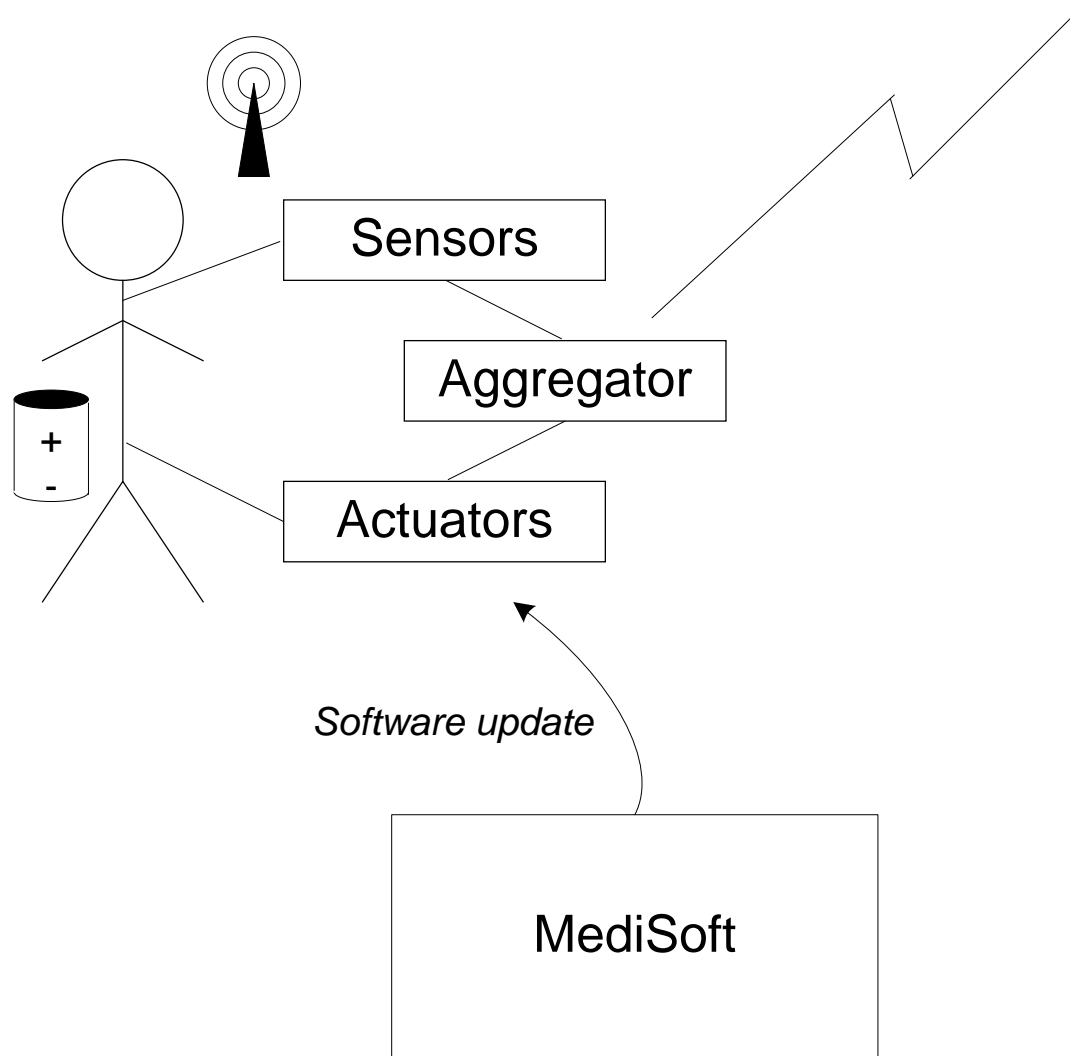 Sensors
Aggregator
+
-
Actuators
Software update
MediSoft